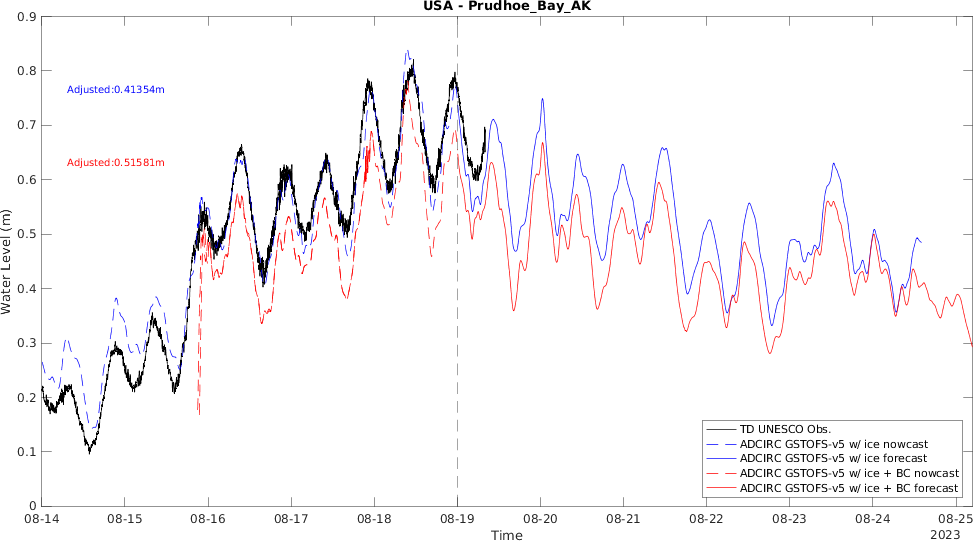 USA - Prudhoe_Bay_AK
0.9
0.8
0.7
0.6
0.5
0.4
0.3
0.2
0.1
0
Water Level (m)
Adjusted:0.41354m
Adjusted:0.51581m
TD UNESCO Obs.
ADCIRC GSTOFS-v5 w/ ice nowcast
ADCIRC GSTOFS-v5 w/ ice forecast
ADCIRC GSTOFS-v5 w/ ice + BC nowcast
ADCIRC GSTOFS-v5 w/ ice + BC forecast
08-14 08-15 08-16 08-17 08-18 08-19 08-20 08-21 08-22 08-23 08-24 08-25
Time
2023